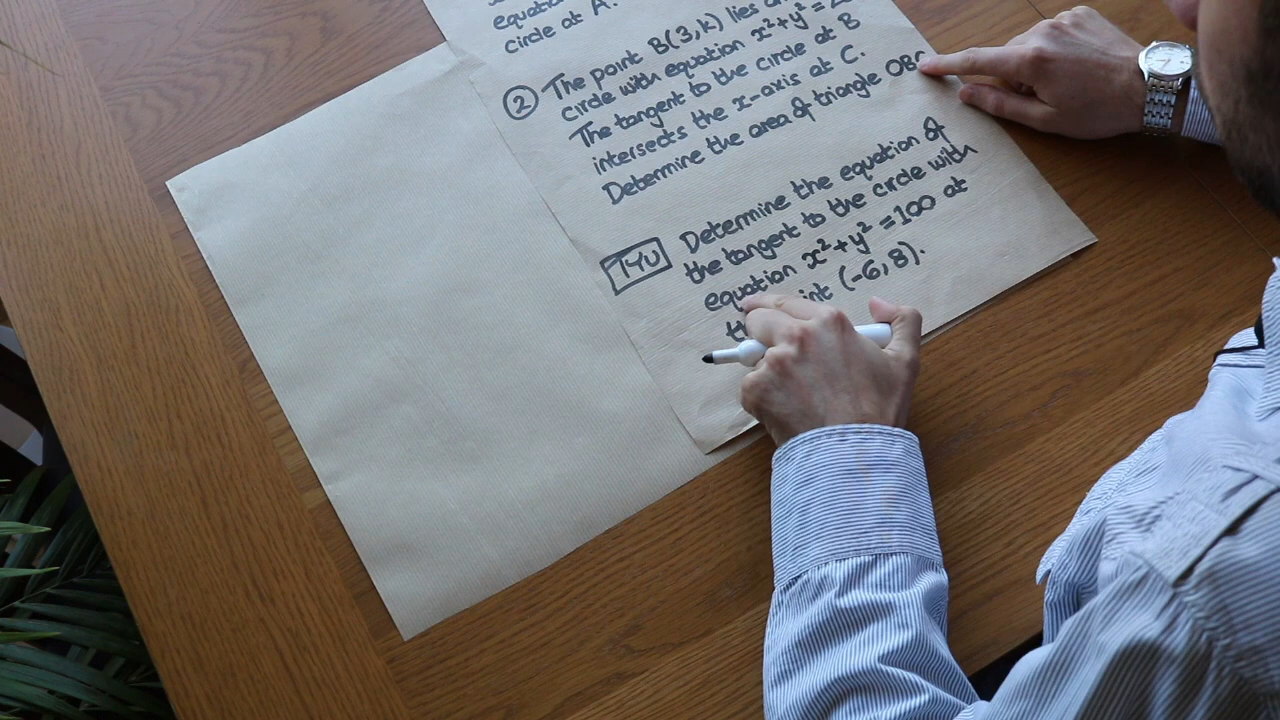 equation
circle at A.
② The point B(3,k) lies
circle with equation x²+y² =
The tangent to the circle at B
intersects the x-axis at C.
Determine the area of triangle OBC
TYU Determine the equation of
the tangent to the circle with
equation x²+y² =100 at
(-6,8).